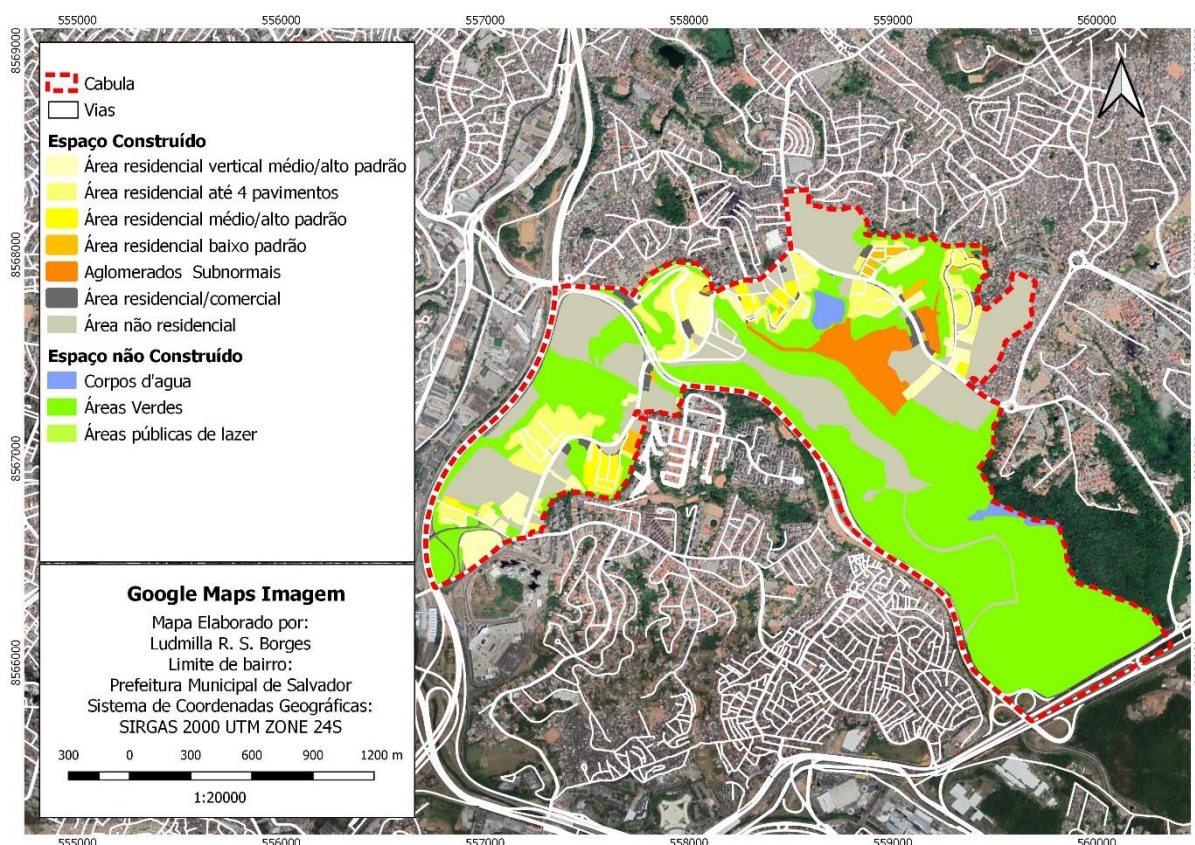 555000 556000 557000 558000 559000 560000
8569000
8568000
8567000
8566000
N
Cabula
Vias
Espaço Construído
Área residencial vertical médio/alto padrão
Área residencial até 4 pavimentos
Área residencial médio/alto padrão
Área residencial baixo padrão
Aglomerados Subnormais
Área residencial/comercial
Área não residencial
Espaço não Construído
Corpos d'agua
Áreas Verdes
Áreas públicas de lazer
Google Maps Imagem
Mapa Elaborado por:
Ludmilla R. S. Borges
Limite de bairro:
Prefeitura Municipal de Salvador
Sistema de Coordenadas Geográficas:
SIRGAS 2000 UTM ZONE 24S
300 0 300 600 900 1200 m
1:20000
555000 556000 557000 558000 559000 560000